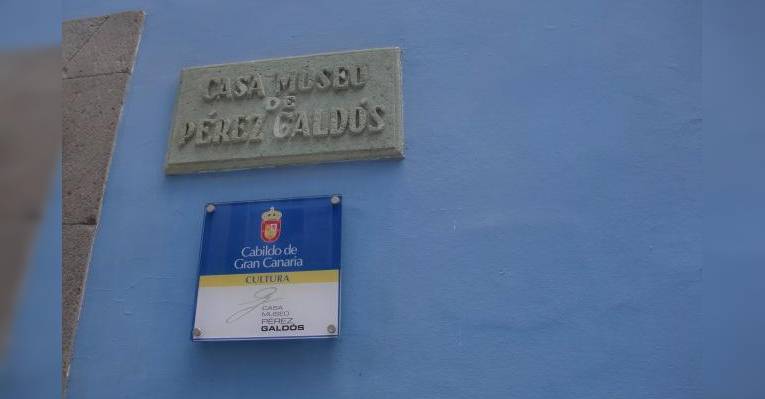 CASA MUSEO
DE
PÉREZ GALDÓS
Cabildo de
Gran Canaria
CULTURA
CASA
MUSEO
PÉREZ
GALDÓS